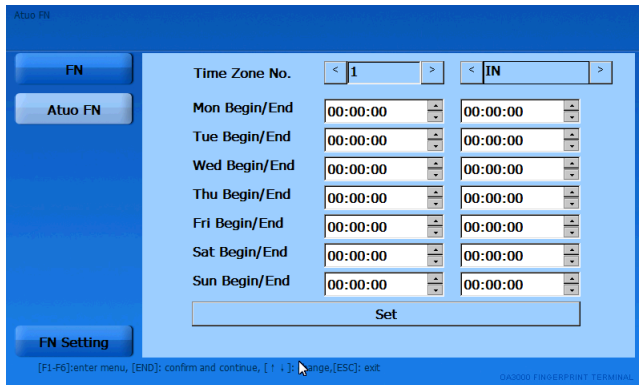 Atuo FN
FN
Time Zone No. < 1 > < IN >
Atuo FN
Mon Begin/End 00:00:00 00:00:00
Tue Begin/End 00:00:00 00:00:00
Wed Begin/End 00:00:00 00:00:00
Thu Begin/End 00:00:00 00:00:00
Fri Begin/End 00:00:00 00:00:00
Sat Begin/End 00:00:00 00:00:00
Sun Begin/End 00:00:00 00:00:00
Set
FN Setting
[F1-F6]:enter menu, [END]: confirm and continue, [ ↑ ↓ ]: ange,[ESC]: exit
OA3000 FINGERPRINT TERMINAL